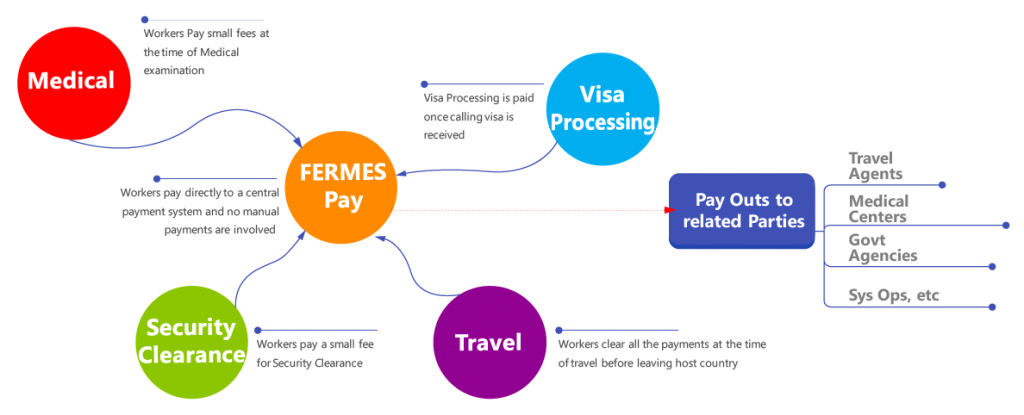 Medical
Workers Pay small fees at
the time of Medical
examination
Visa Processing is paid
once calling visa is
received
Visa
Processing
FERMES
Pay
Workers pay directly to a central
payment system and no manual
payments are involved
Pay Outs to
related Parties
Travel
Agents
Medical
Centers
Govt
Agencies
Sys Ops, etc
Security
Clearance
Workers pay a small fee
for Security Clearance
Travel
Workers clear all the payments at the time
of travel before leaving host country